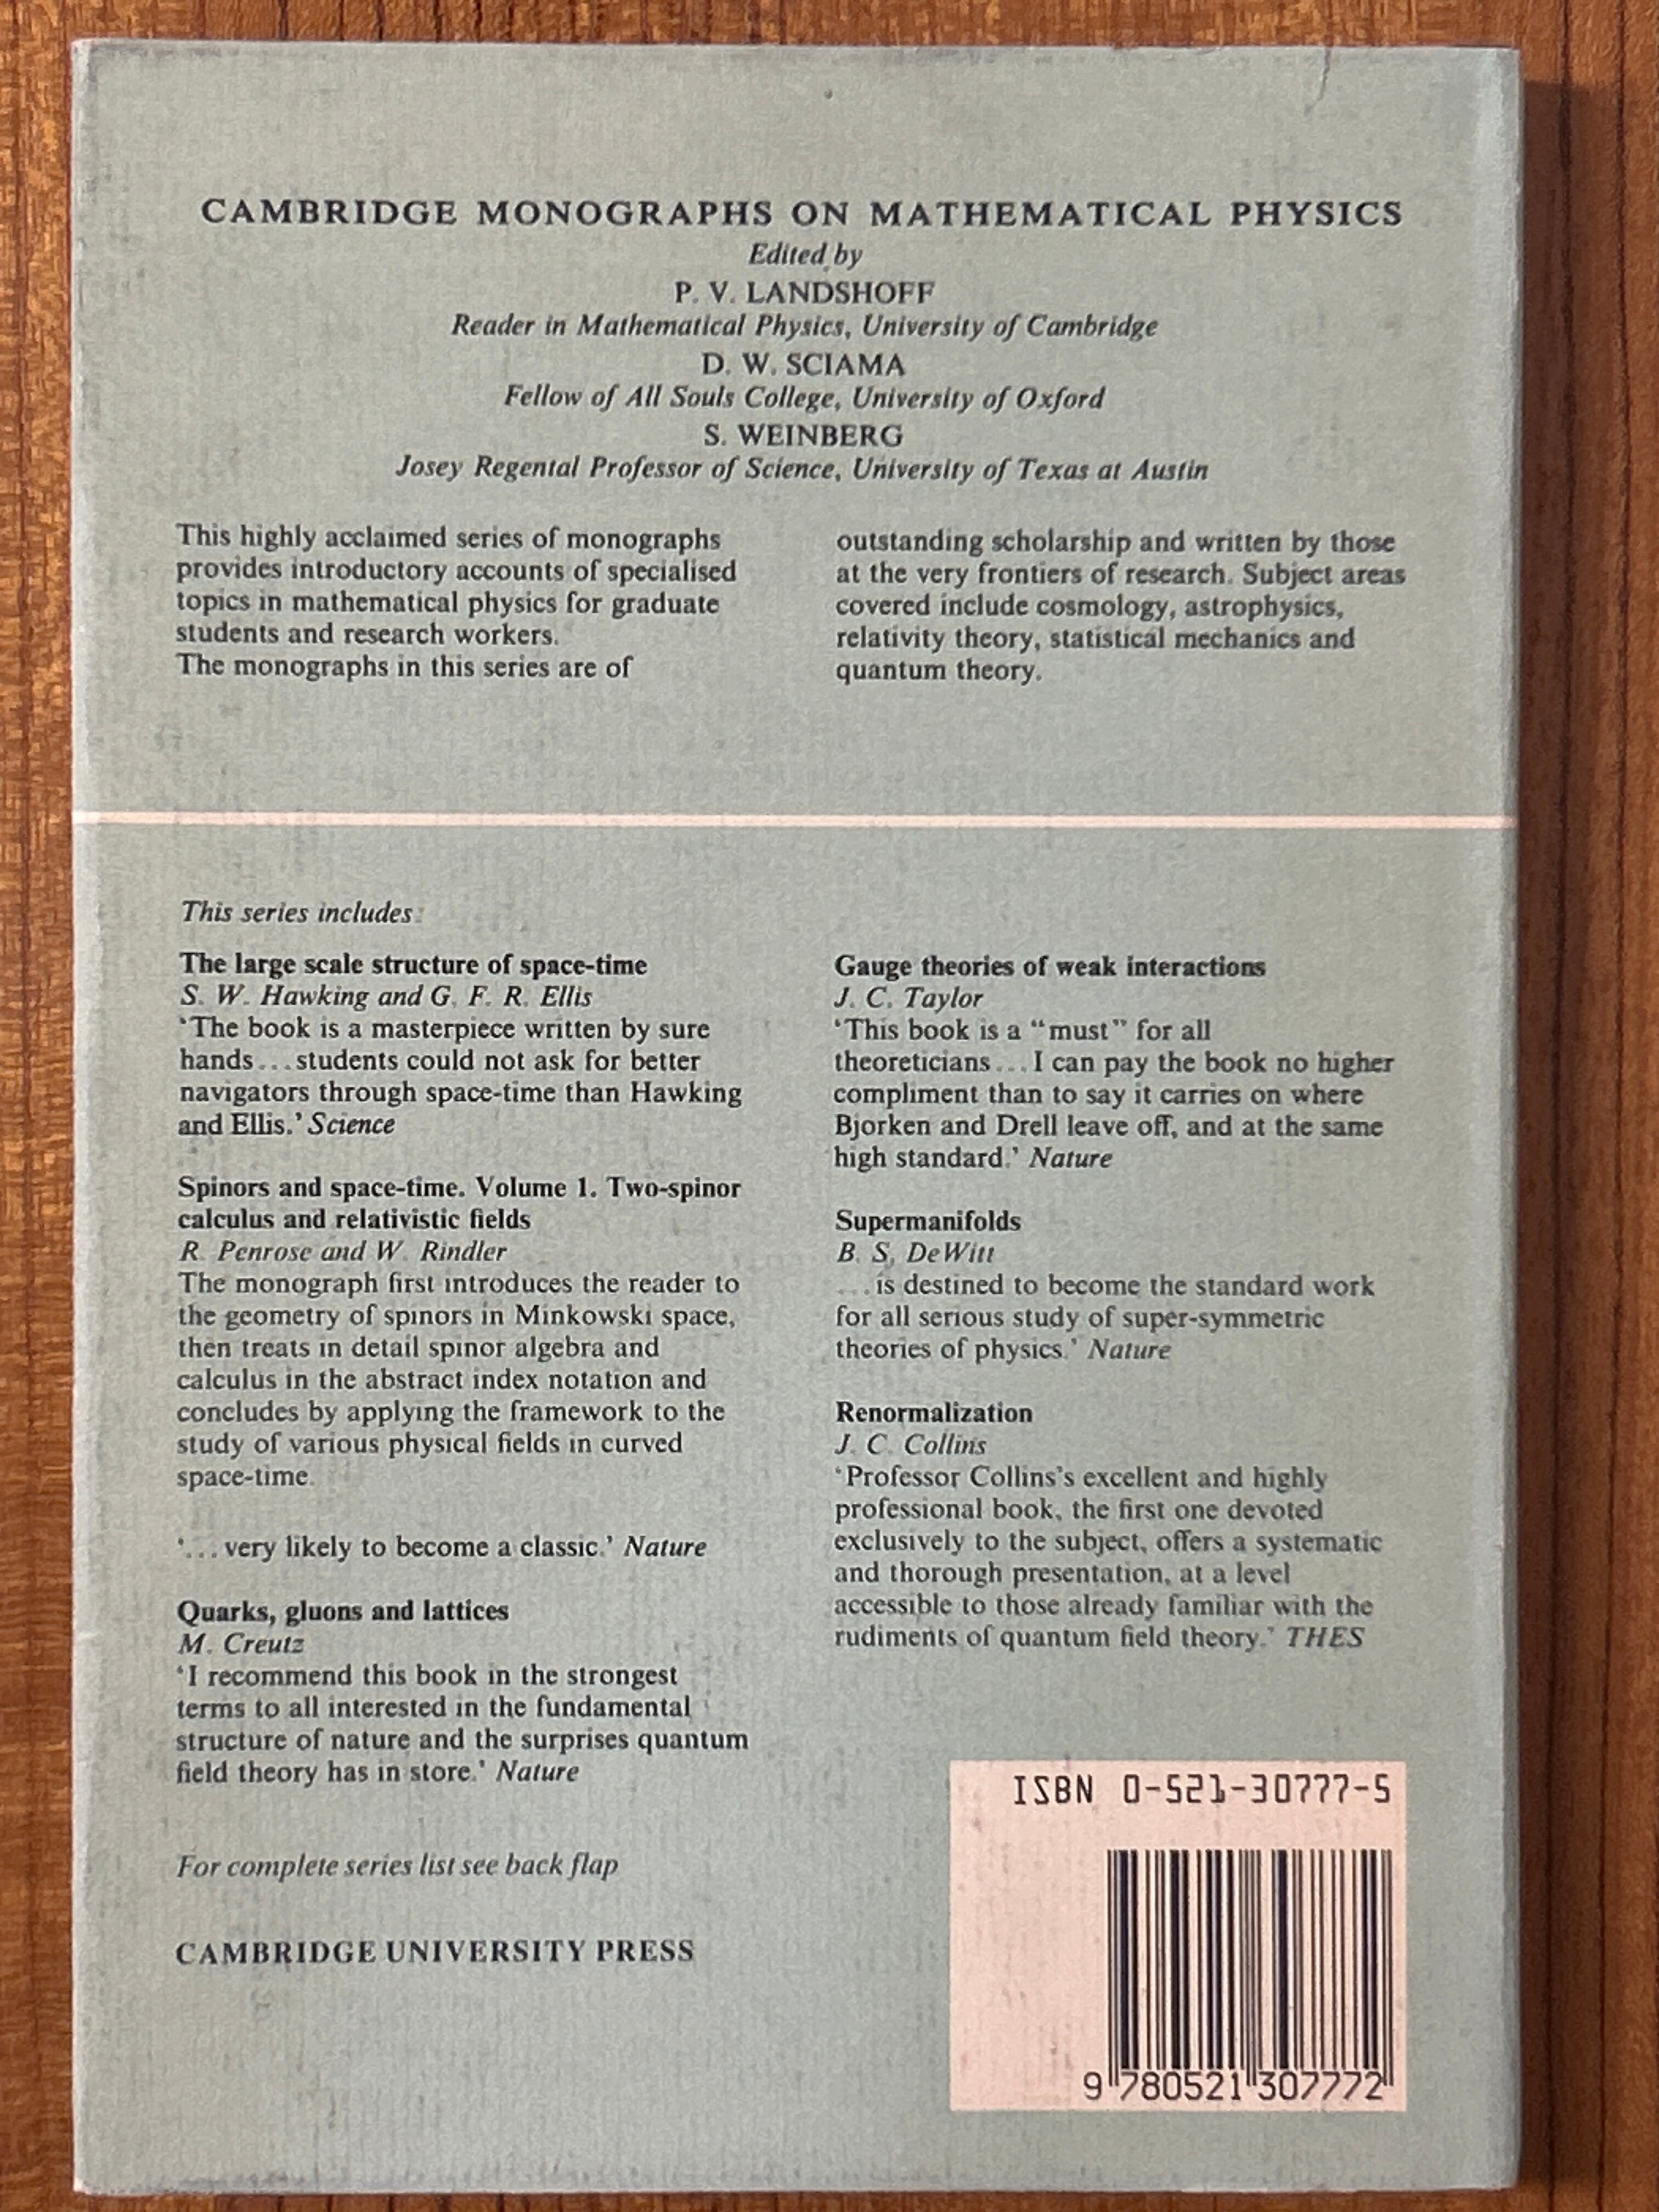 CAMBRIDGE MONOGRAPHS ON MATHEMATICAL PHYSICS
Edited by
P. V. LANDSHOFF
Reader in Mathematical Physics, University of Cambridge
D. W. SCIAMA
Fellow of All Souls College, University of Oxford
S. WEINBERG
Josey Regental Professor of Science, University of Texas at Austin
This highly acclaimed series of monographs
provides introductory accounts of specialised
topics in mathematical physics for graduate
students and research workers.
The monographs in this series are of
outstanding scholarship and written by those
at the very frontiers of research. Subject areas
covered include cosmology, astrophysics,
relativity theory, statistical mechanics and
quantum theory.
This series includes:
The large scale structure of space-time
S. W. Hawking and G. F. R. Ellis
‘The book is a masterpiece written by sure
hands...students could not ask for better
navigators through space-time than Hawking
and Ellis.’ Science
Spinors and space-time. Volume 1. Two-spinor
calculus and relativistic fields
R. Penrose and W. Rindler
The monograph first introduces the reader to
the geometry of spinors in Minkowski space,
then treats in detail spinor algebra and
calculus in the abstract index notation and
concludes by applying the framework to the
study of various physical fields in curved
space-time.
‘...very likely to become a classic.’ Nature
Quarks, gluons and lattices
M. Creutz
‘I recommend this book in the strongest
terms to all interested in the fundamental
structure of nature and the surprises quantum
field theory has in store.’ Nature
For complete series list see back flap
CAMBRIDGE UNIVERSITY PRESS
Gauge theories of weak interactions
J. C. Taylor
‘This book is a “must” for all
theoreticians...I can pay the book no higher
compliment than to say it carries on where
Bjorken and Drell leave off, and at the same
high standard.’ Nature
Supermanifolds
B. S. DeWitt
...is destined to become the standard work
for all serious study of super-symmetric
theories of physics.’ Nature
Renormalization
J. C. Collins
‘Professor Collins's excellent and highly
professional book, the first one devoted
exclusively to the subject, offers a systematic
and thorough presentation, at a level
accessible to those already familiar with the
rudiments of quantum field theory.’ THES
ISBN 0-521-30777-5
9 780521 307772